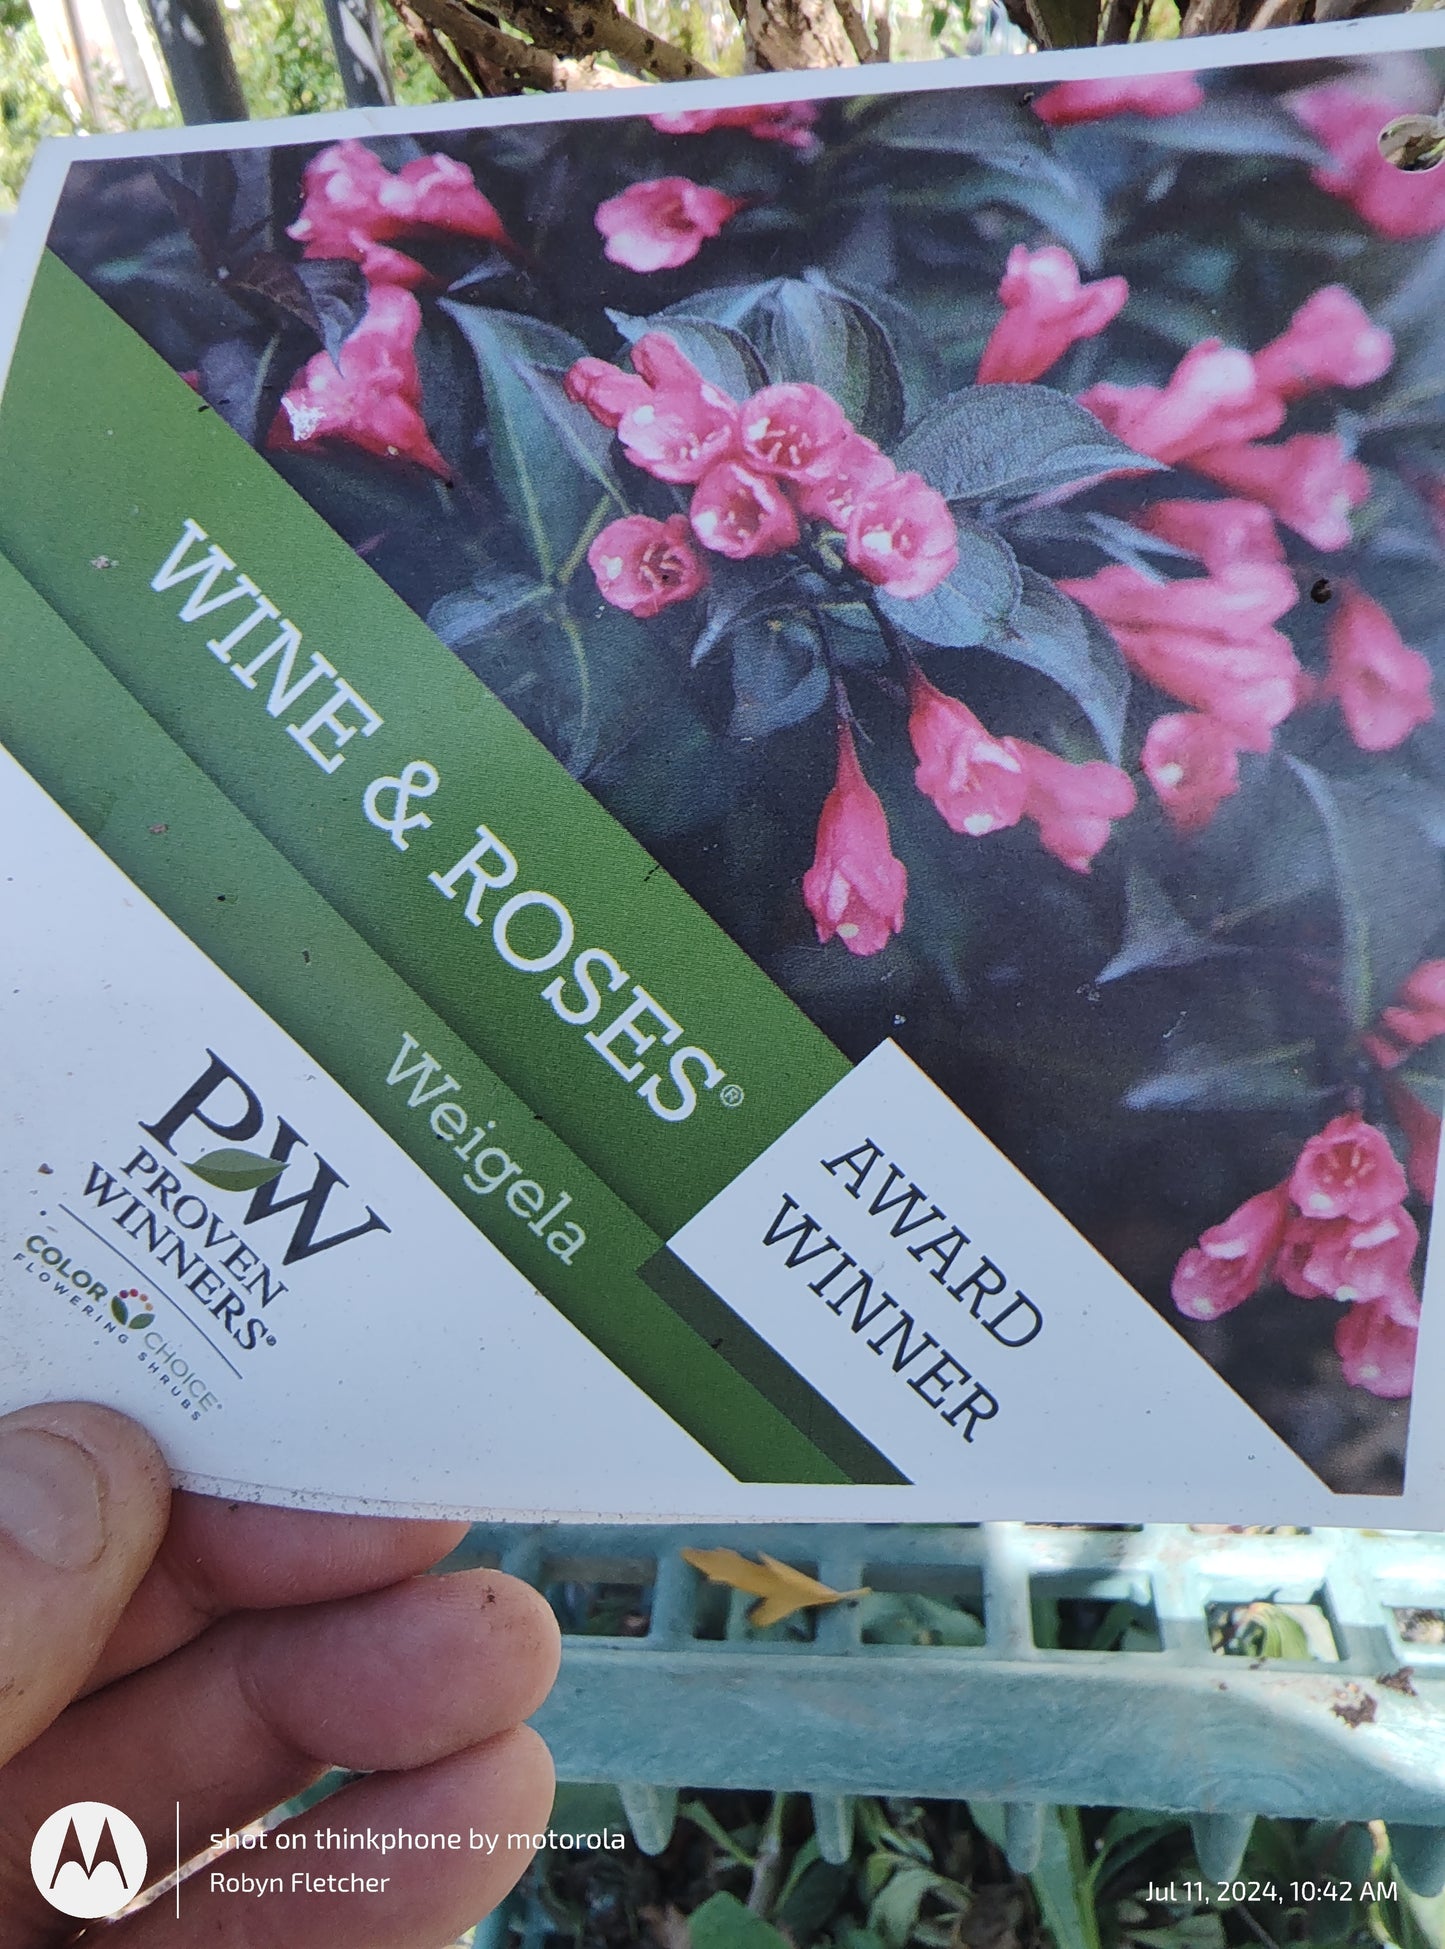 WINE & ROSES®
Weigela
AWARD
WINNER
PW
PROVEN
WINNERS®
COLOR CHOICE®
FLOWERING SHRUBS
shot on thinkphone by motorola
Robyn Fletcher
Jul 11, 2024, 10:42 AM